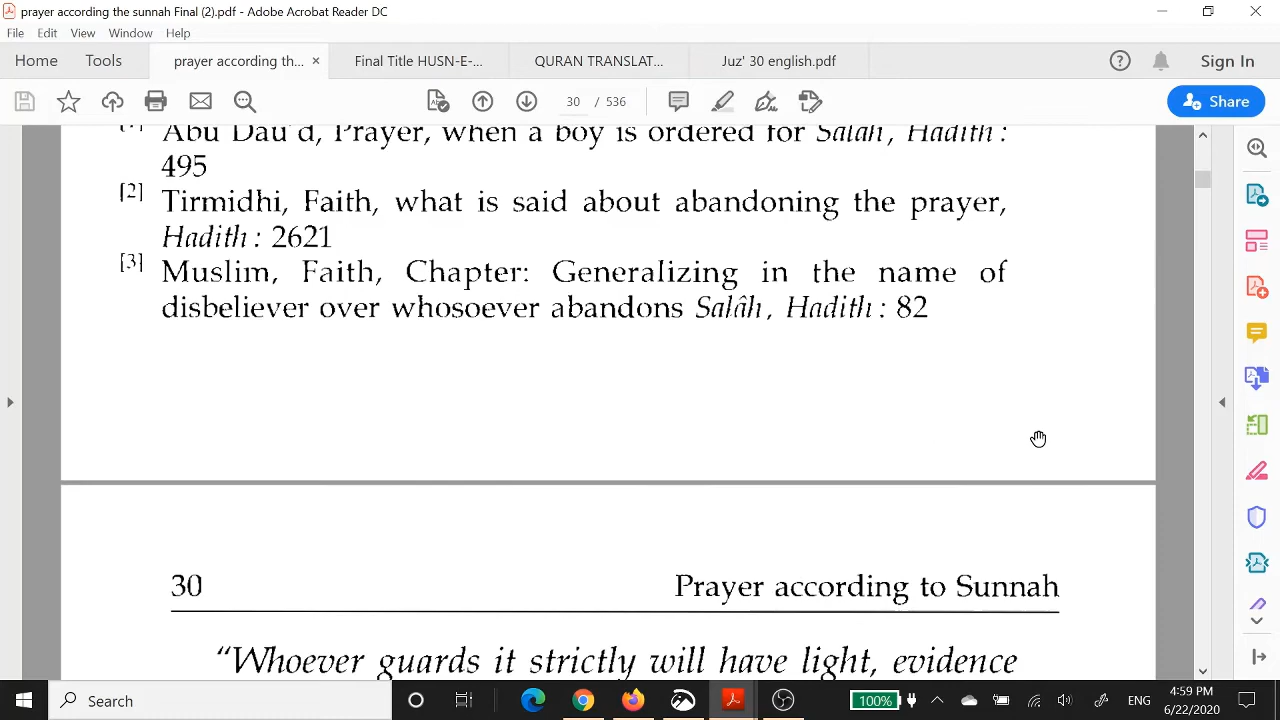 prayer according the sunnah Final (2).pdf - Adobe Acrobat Reader DC
File Edit View Window Help
Home Tools prayer according th... × Final Title HUSN-E-... QURAN TRANSLAT... Juz' 30 english.pdf Sign In
30 / 536 Share
Abu Dau'd, Prayer, when a boy is ordered for Salâh, Hadith :
495
[2] Tirmidhi, Faith, what is said about abandoning the prayer,
Hadith : 2621
[3] Muslim, Faith, Chapter: Generalizing in the name of
disbeliever over whosoever abandons Salâh, Hadith : 82
30 Prayer according to Sunnah
“Whoever guards it strictly will have light, evidence
Search 100% ENG 4:59 PM
6/22/2020